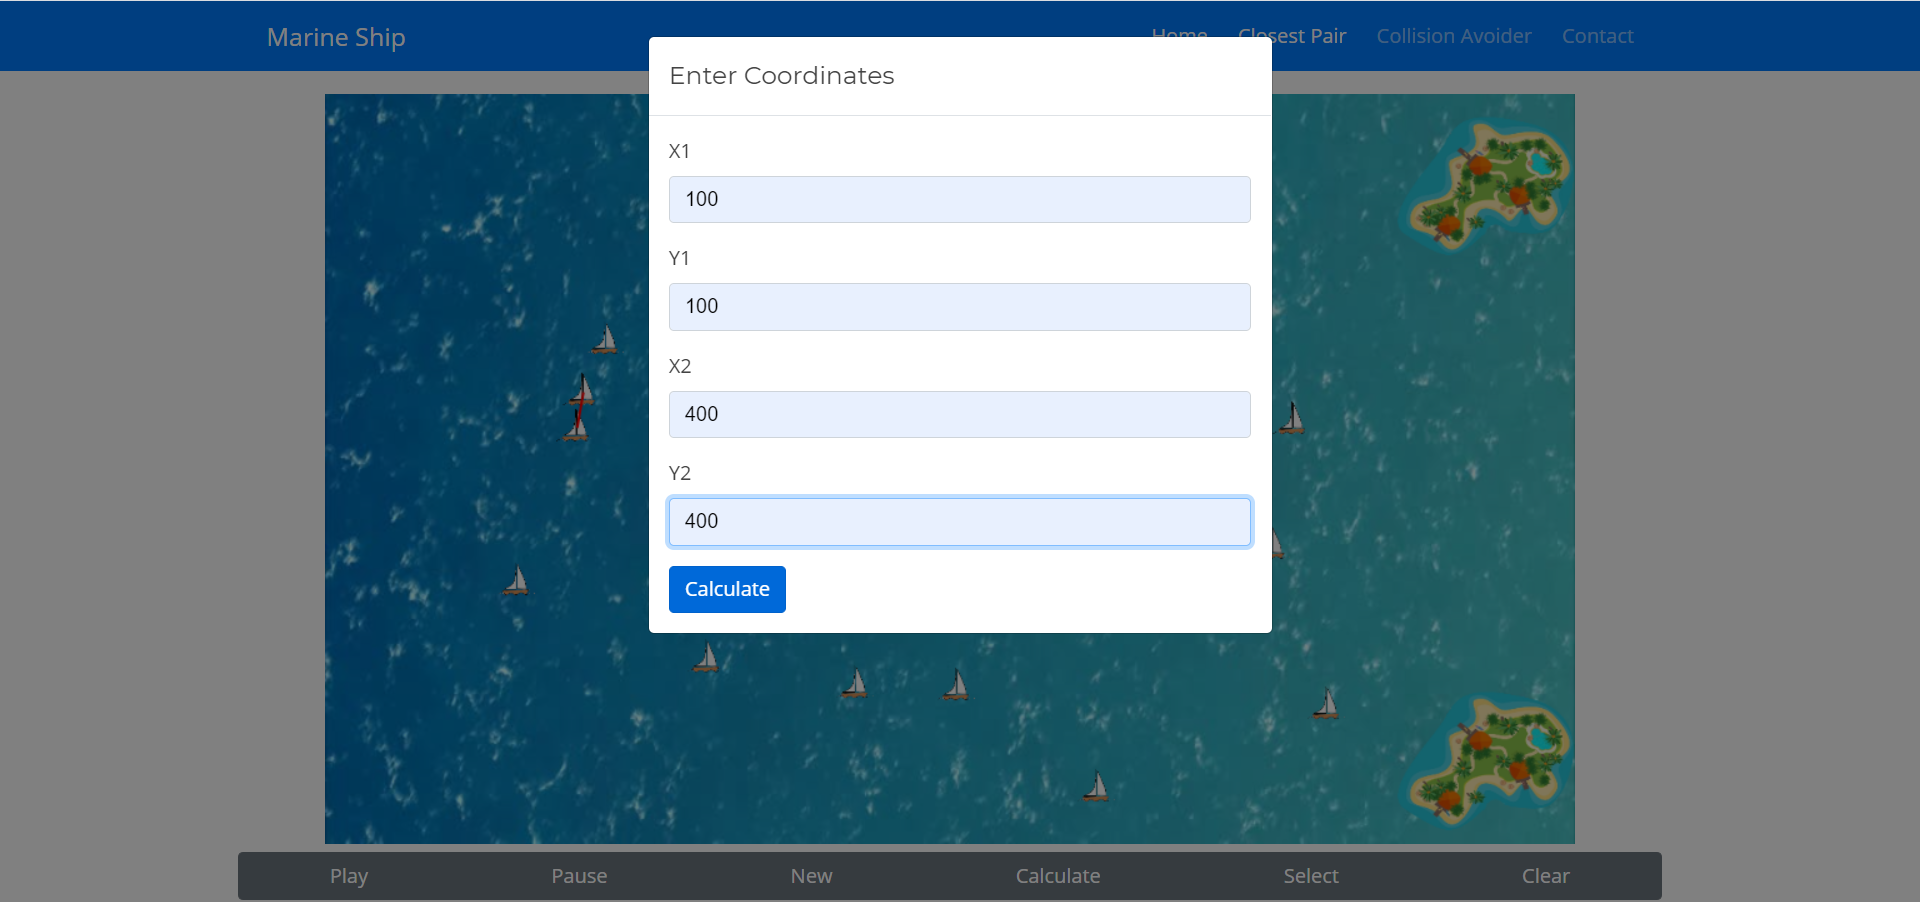 Marine Ship
Home Closest Pair Collision Avoider Contact
Enter Coordinates
X1
100
Y1
100
X2
400
Y2
400
Calculate
Play Pause New Calculate Select Clear